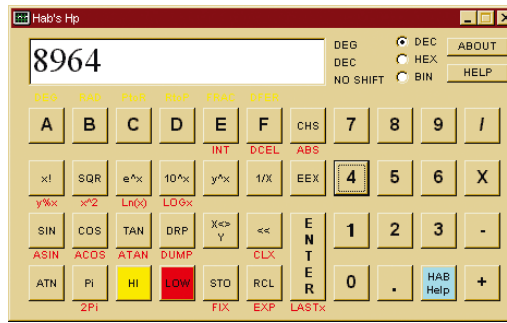 Hab's Hp
8964
DEG
DEC
NO SHIFT
DEC
HEX
BIN
ABOUT
HELP
A B C D E F CHS 7 8 9 /
INT DCEL ABS
x! SQR e^x 10^x y^x 1/X EEX 4 5 6 X
y%x x^2 Ln(x) LOGx
SIN COS TAN DRP X<> Y << ENTER 1 2 3 -
ASIN ACOS ATAN DUMP CLX
ATN Pi HI LOW STO RCL 0 . HAB Help +
2Pi FIX EXP LASTx